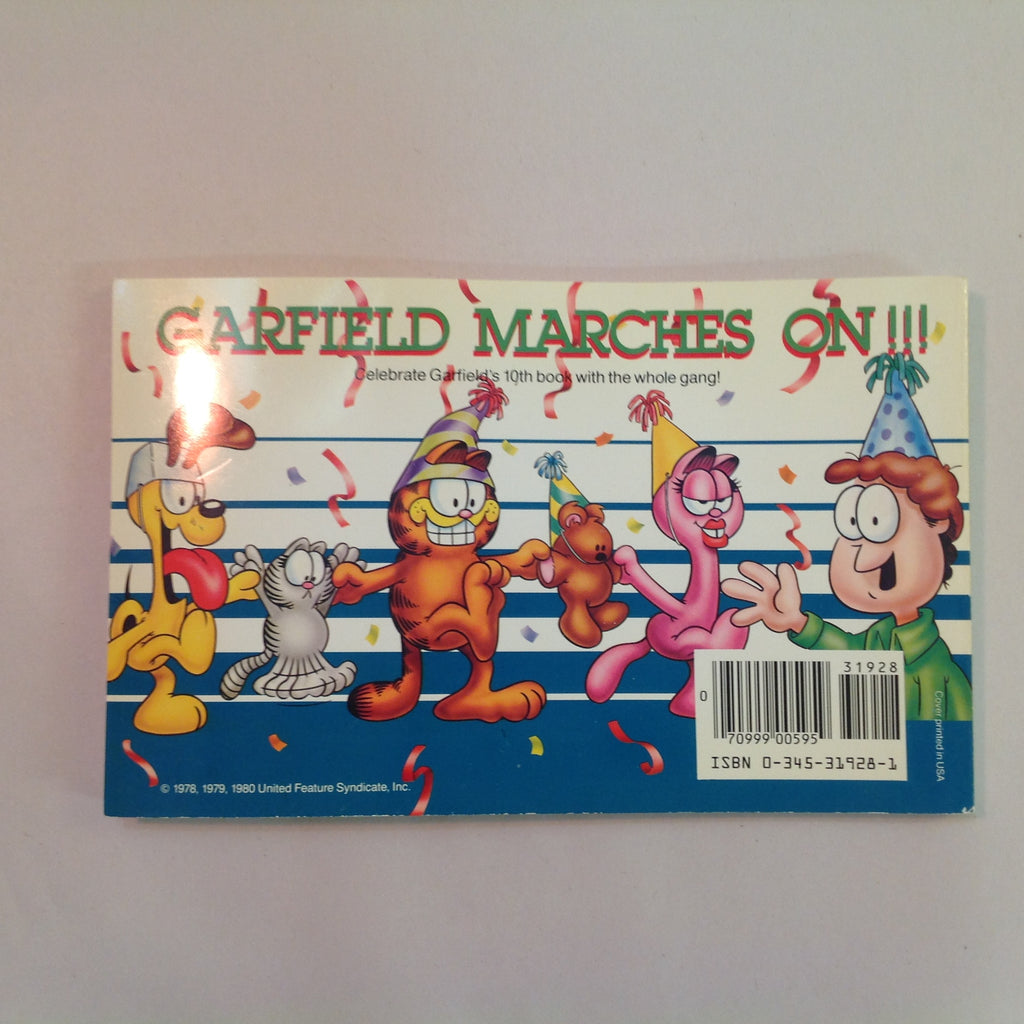 GARFIELD MARCHES ON!!!
Celebrate Garfield's 10th book with the whole gang!
31928
0
70999 00595
ISBN 0-345-31928-1
Cover printed in USA
© 1978, 1979, 1980 United Feature Syndicate, Inc.